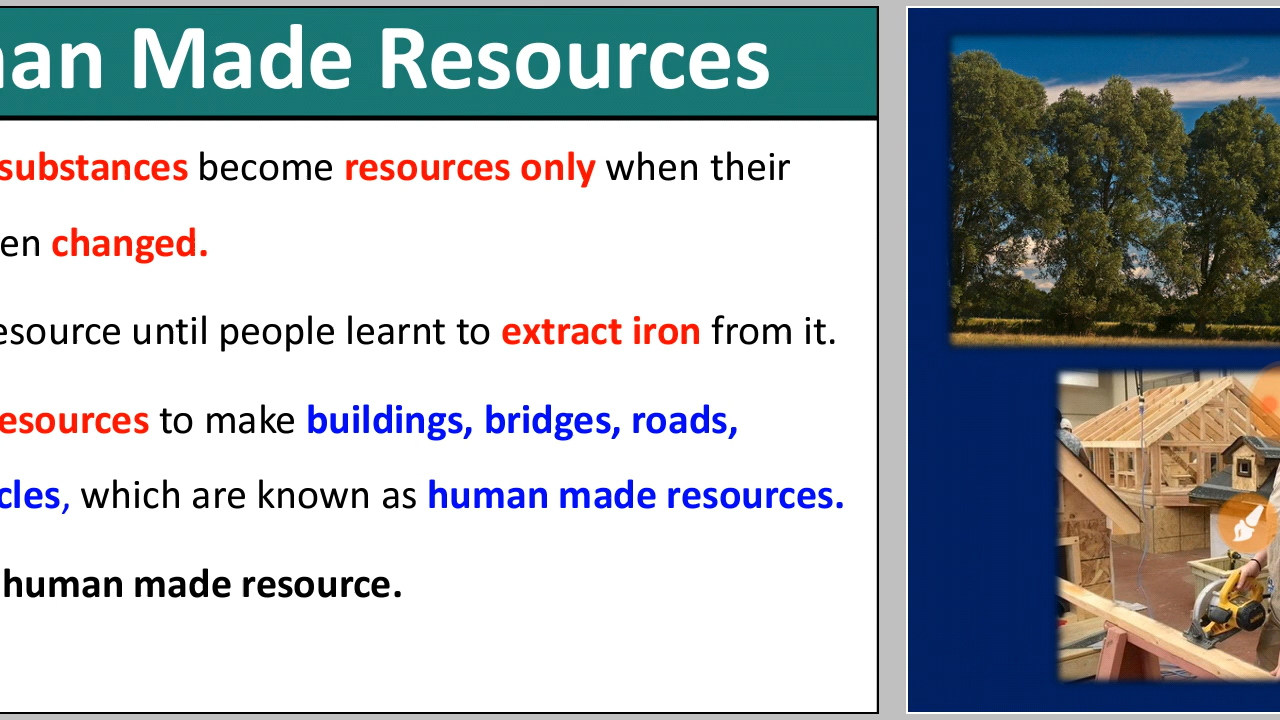 an Made Resources
substances become resources only when their
en changed.
esource until people learnt to extract iron from it.
esources to make buildings, bridges, roads,
cles, which are known as human made resources.
human made resource.